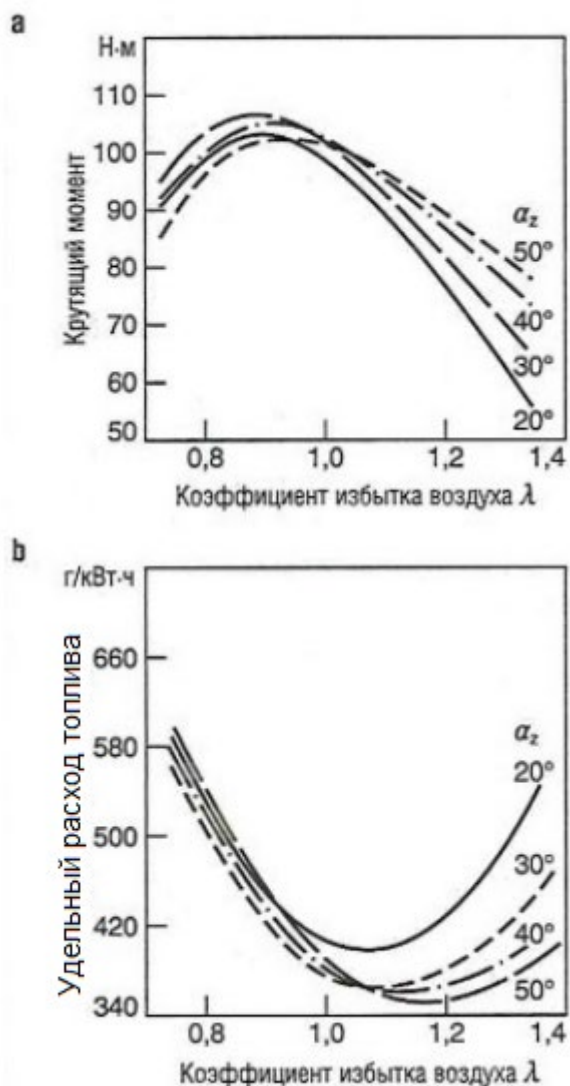 a
Н·м
110
100
90
80
70
60
50
Крутящий момент
αz
50°
40°
30°
20°
0,8
1,0
1,2
1,4
Коэффициент избытка воздуха λ
b
г/кВт·ч
660
580
500
420
340
Удельный расход топлива
αz
20°
30°
40°
50°
0,8
1,0
1,2
1,4
Коэффициент избытка воздуха λ